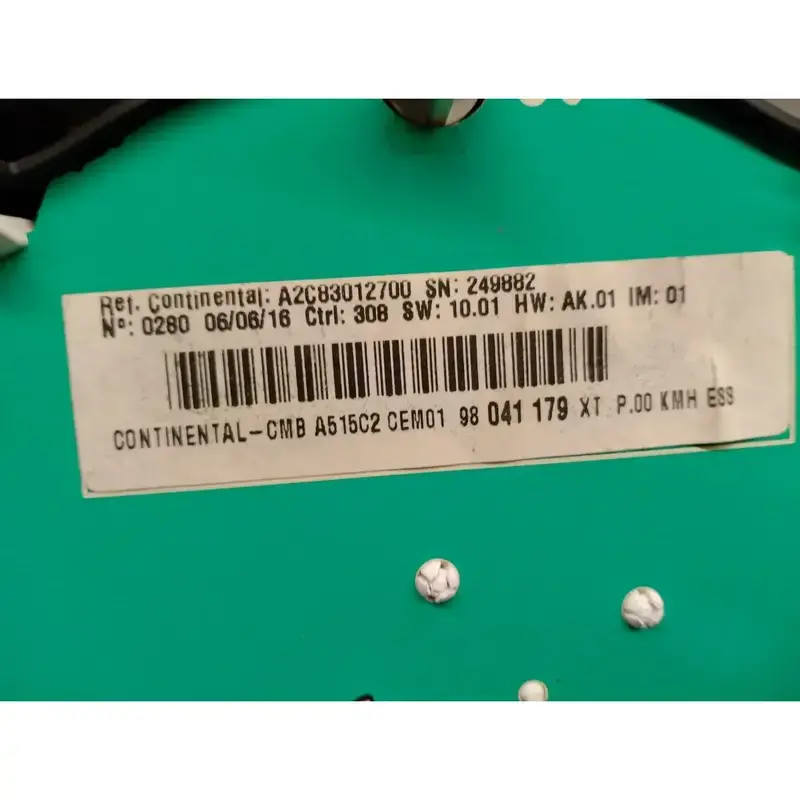 Ref. Continental: A2C83012700 SN: 249882
Nº: 0280 06/06/16 Ctrl: 308 SW: 10.01 HW: AK.01 IM: 01
CONTINENTAL-CMB A515C2 CEM01 98 041 179 XT P.00 KMH ESS